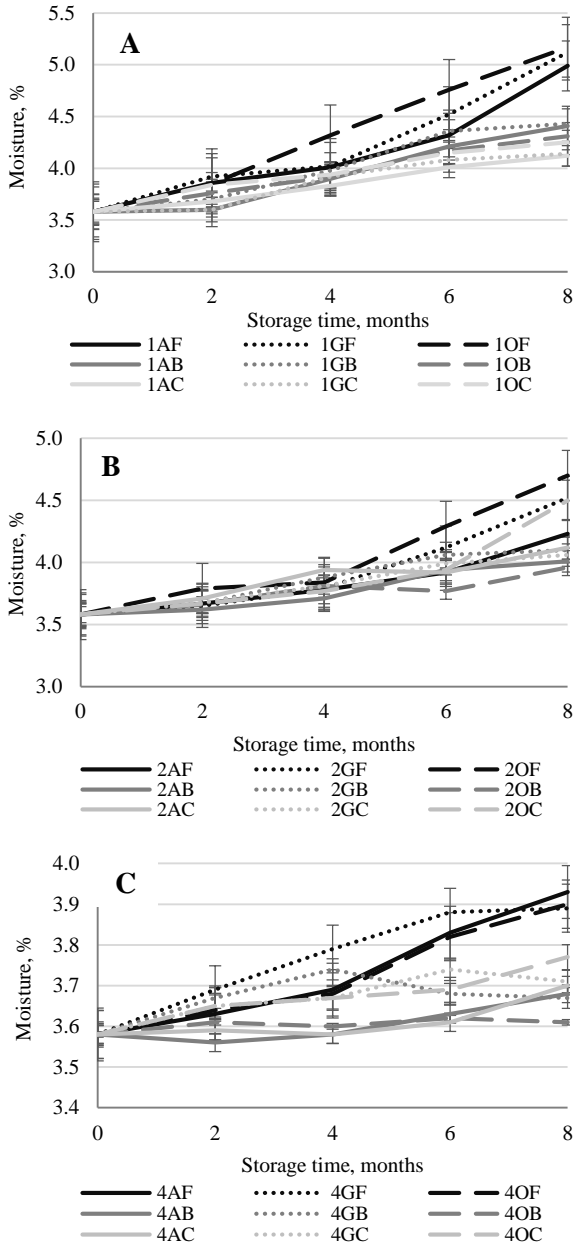 5.5
A
5.0
4.5
4.0
3.5
3.0
Moisture, %
0 2 4 6 8
Storage time, months
1AF 1GF 1OF
1AB 1GB 1OB
1AC 1GC 1OC
5.0
B
4.5
4.0
3.5
3.0
Moisture, %
0 2 4 6 8
Storage time, months
2AF 2GF 2OF
2AB 2GB 2OB
2AC 2GC 2OC
4.0
C
3.9
3.8
3.7
3.6
3.5
3.4
Moisture, %
0 2 4 6 8
Storage time, months
4AF 4GF 4OF
4AB 4GB 4OB
4AC 4GC 4OC